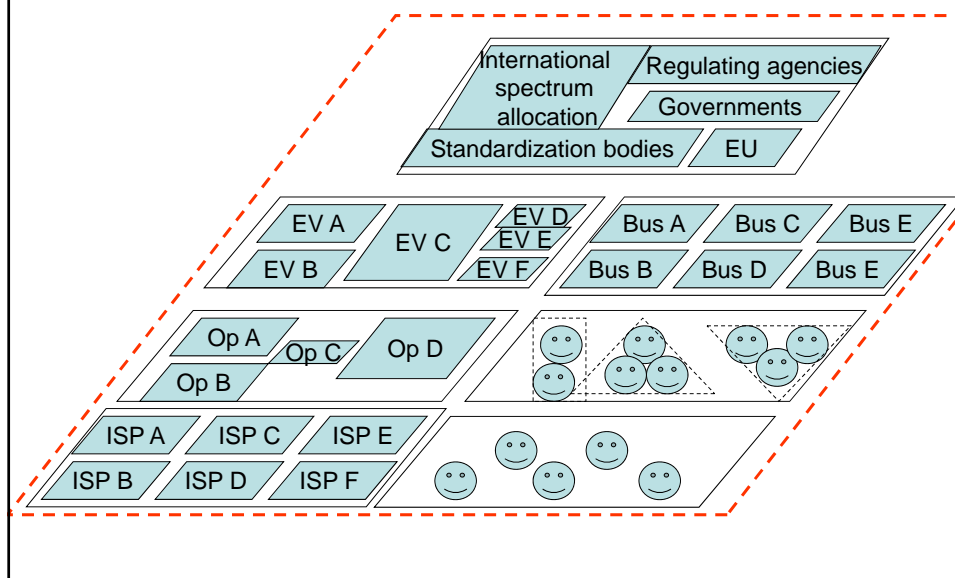 International
spectrum
allocation
Regulating agencies
Governments
Standardization bodies
EU
EV A
EV B
EV C
EV D
EV E
EV F
Bus A
Bus C
Bus E
Bus B
Bus D
Bus E
Op A
Op B
Op C
Op D
ISP A
ISP C
ISP E
ISP B
ISP D
ISP F